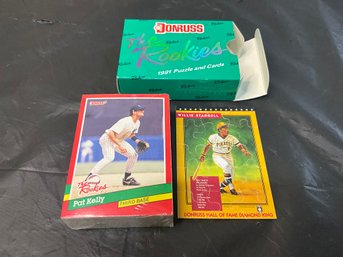 DONRUSS
The Rookies
1991 Puzzle and Cards
DONRUSS
The Rookies
Pat Kelly
THIRD BASE
WILLIE STARGELL
PIRATES
DONRUSS HALL OF FAME DIAMOND KING